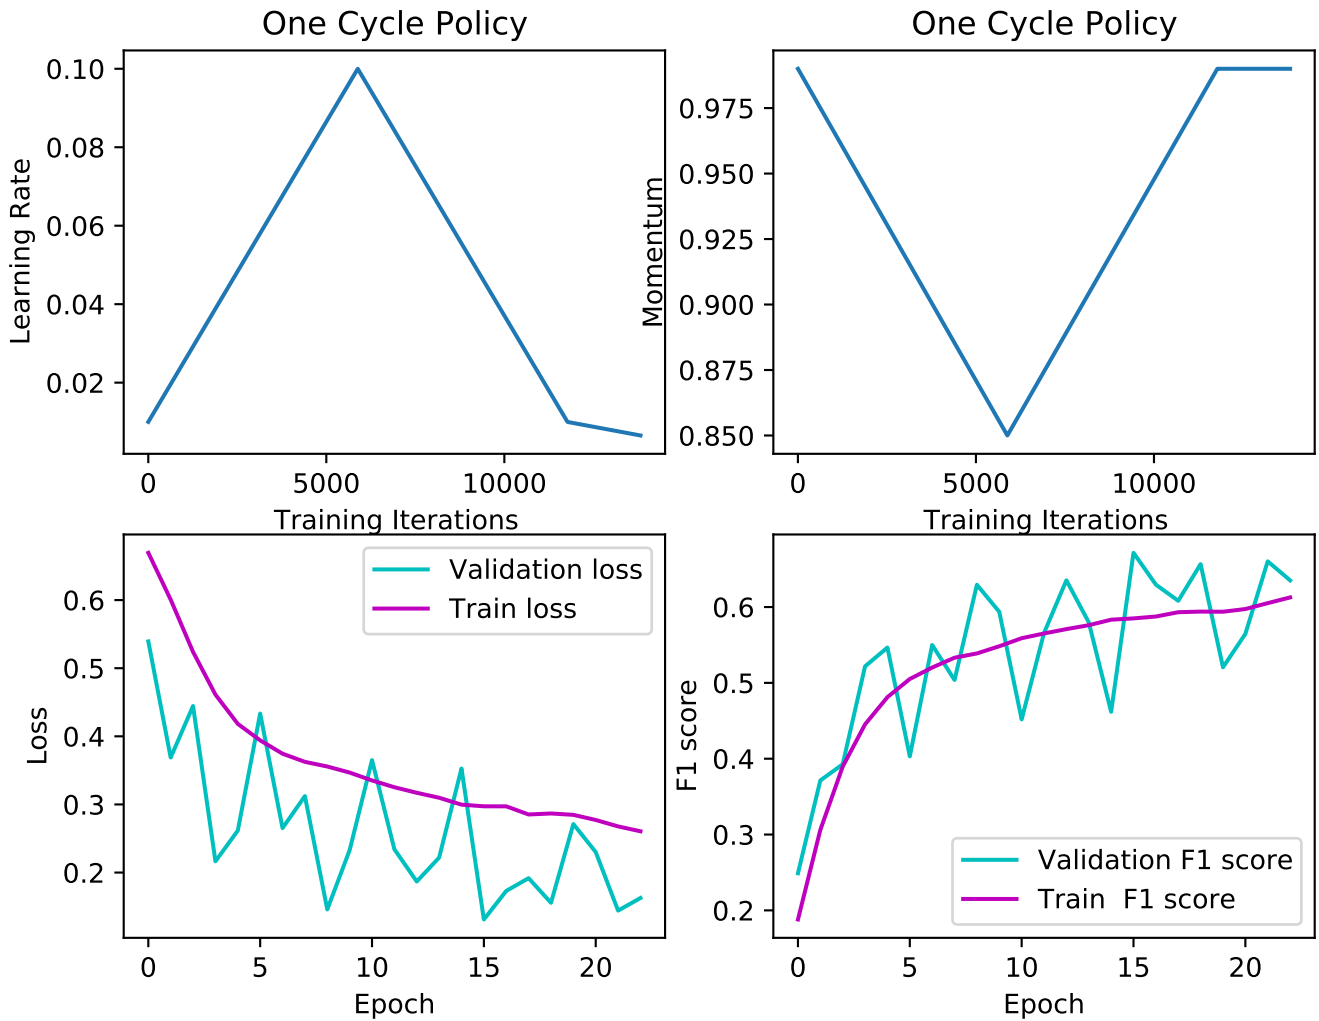 One Cycle Policy
Learning Rate
0.10
0.08
0.06
0.04
0.02
0 5000 10000
Training Iterations
One Cycle Policy
Momentum
0.975
0.950
0.925
0.900
0.875
0.850
0 5000 10000
Training Iterations
Loss
0.6
0.5
0.4
0.3
0.2
Validation loss
Train loss
0 5 10 15 20
Epoch
F1 score
0.6
0.5
0.4
0.3
0.2
Validation F1 score
Train  F1 score
0 5 10 15 20
Epoch